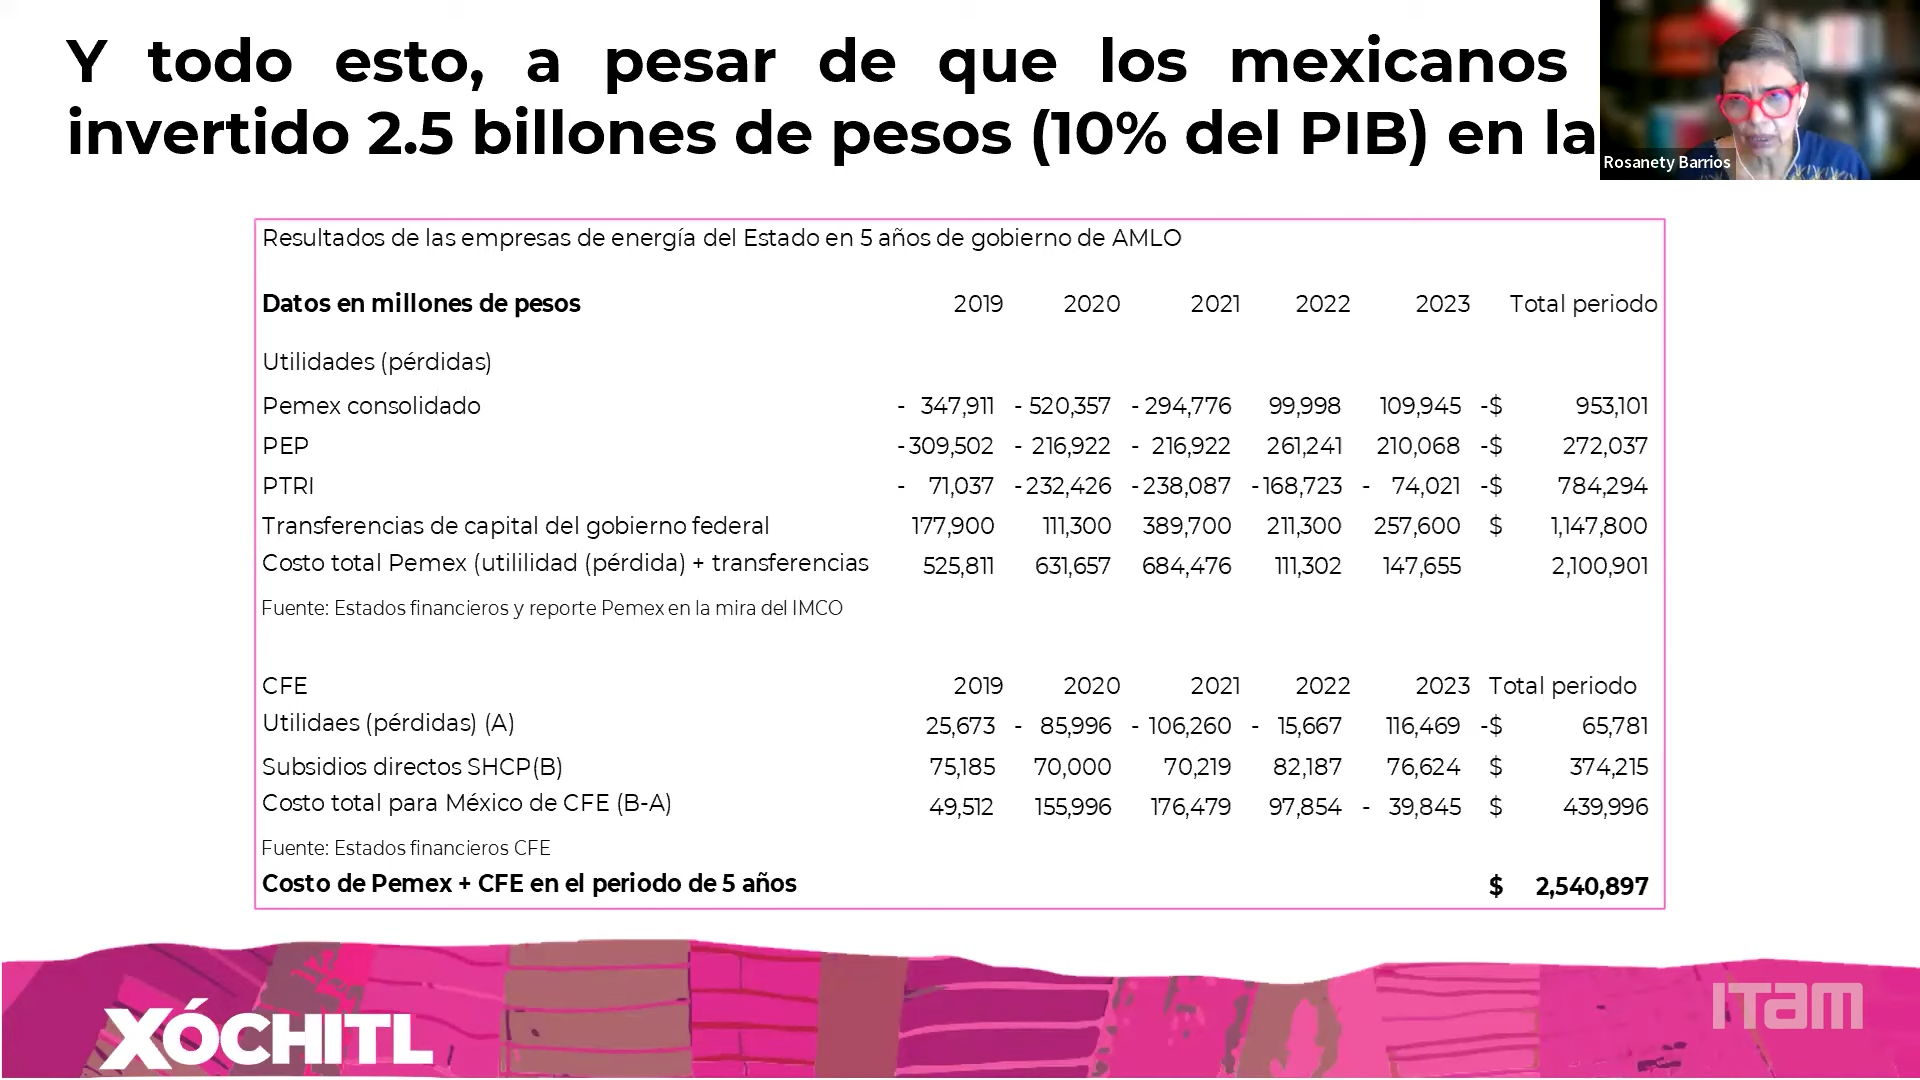 Y todo esto, a pesar de que los mexicanos
invertido 2.5 billones de pesos (10% del PIB) en la
Rosanety Barrios
Resultados de las empresas de energía del Estado en 5 años de gobierno de AMLO
Datos en millones de pesos 2019 2020 2021 2022 2023 Total periodo
Utilidades (pérdidas)
Pemex consolidado - 347,911 - 520,357 - 294,776 99,998 109,945 -$ 953,101
PEP - 309,502 - 216,922 - 216,922 261,241 210,068 -$ 272,037
PTRI - 71,037 - 232,426 - 238,087 - 168,723 - 74,021 -$ 784,294
Transferencias de capital del gobierno federal 177,900 111,300 389,700 211,300 257,600 $ 1,147,800
Costo total Pemex (utililidad (pérdida) + transferencias 525,811 631,657 684,476 111,302 147,655 2,100,901
Fuente: Estados financieros y reporte Pemex en la mira del IMCO
CFE 2019 2020 2021 2022 2023 Total periodo
Utilidaes (pérdidas) (A) 25,673 - 85,996 - 106,260 - 15,667 116,469 -$ 65,781
Subsidios directos SHCP(B) 75,185 70,000 70,219 82,187 76,624 $ 374,215
Costo total para México de CFE (B-A) 49,512 155,996 176,479 97,854 - 39,845 $ 439,996
Fuente: Estados financieros CFE
Costo de Pemex + CFE en el periodo de 5 años $ 2,540,897
XÓCHITL
ITAM